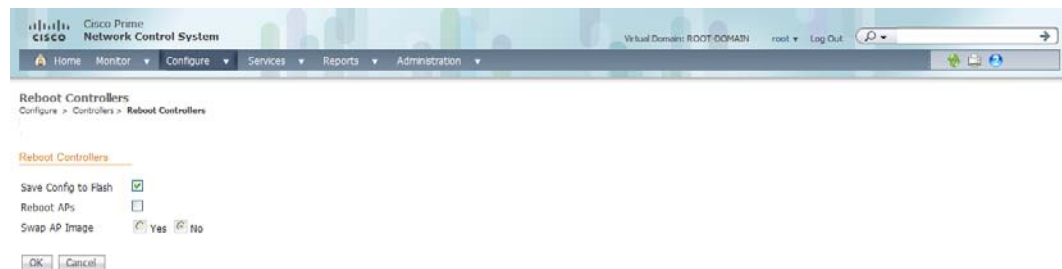 Cisco Prime
CISCO Network Control System
Virtual Domain: ROOT-DOMAIN root Log Out
Home Monitor Configure Services Reports Administration
Reboot Controllers
Configure > Controllers > Reboot Controllers
Reboot Controllers
Save Config to Flash
Reboot APs
Swap AP Image Yes No
OK Cancel